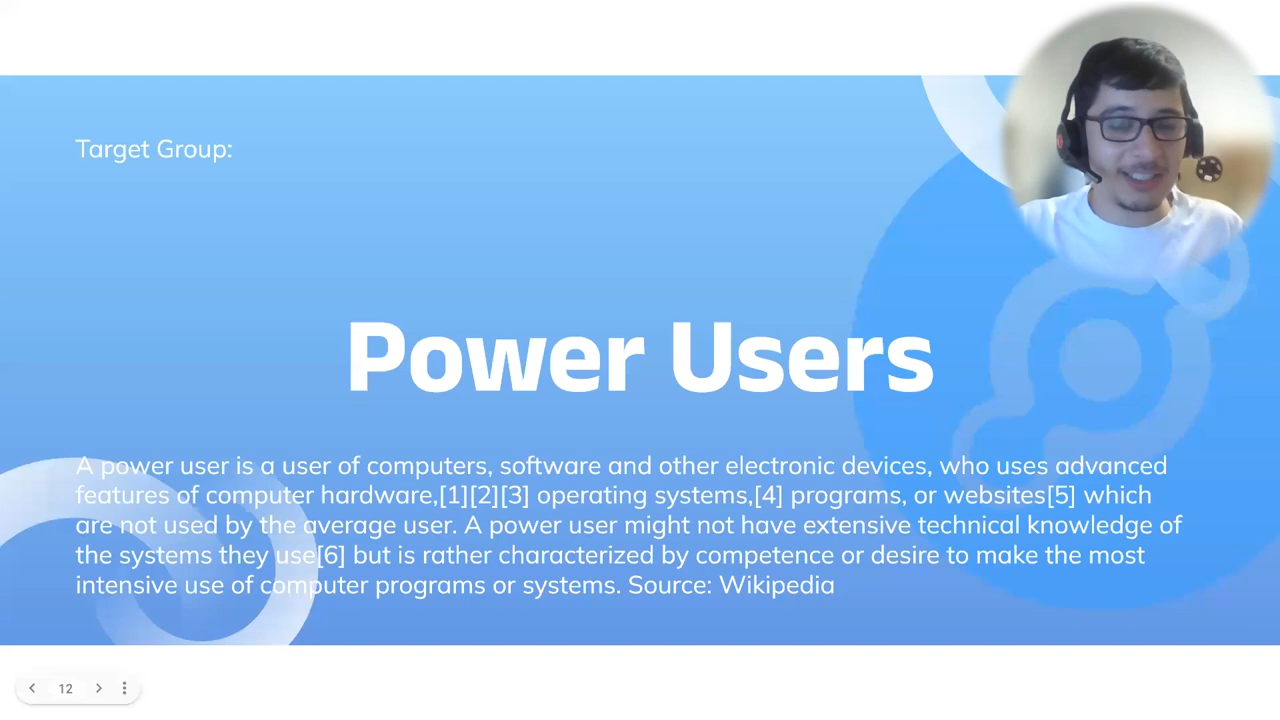 Target Group:
Power Users
A power user is a user of computers, software and other electronic devices, who uses advanced
features of computer hardware,[1][2][3] operating systems,[4] programs, or websites[5] which
are not used by the average user. A power user might not have extensive technical knowledge of
the systems they use[6] but is rather characterized by competence or desire to make the most
intensive use of computer programs or systems. Source: Wikipedia
12